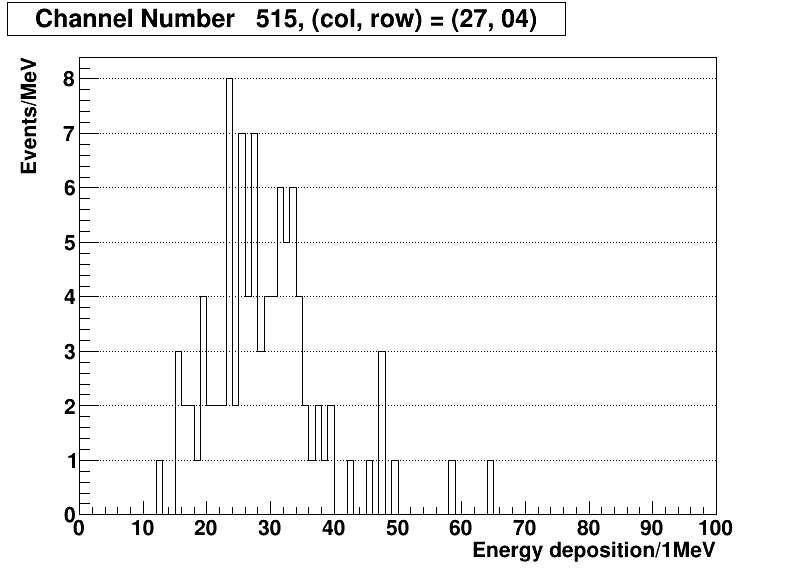 Channel Number 515, (col, row) = (27, 04)
Events/MeV
8
7
6
5
4
3
2
1
0
0 10 20 30 40 50 60 70 80 90 100
Energy deposition/1MeV